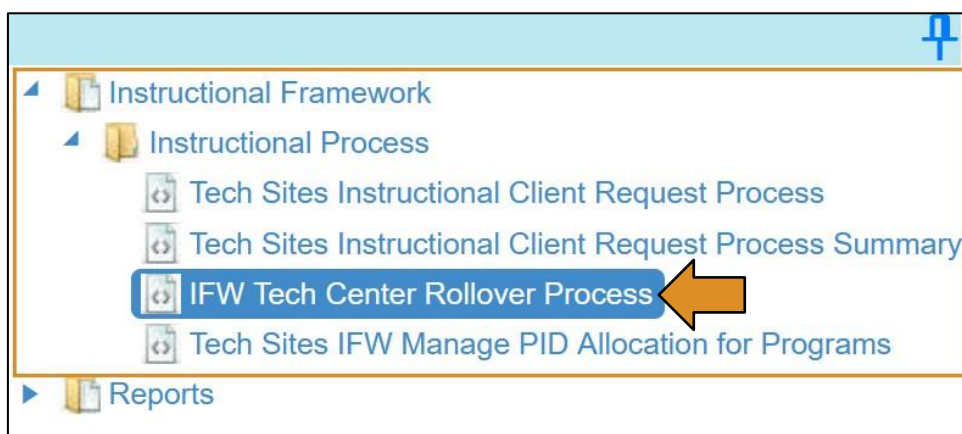 Instructional Framework
Instructional Process
Tech Sites Instructional Client Request Process
Tech Sites Instructional Client Request Process Summary
IFW Tech Center Rollover Process
Tech Sites IFW Manage PID Allocation for Programs
Reports